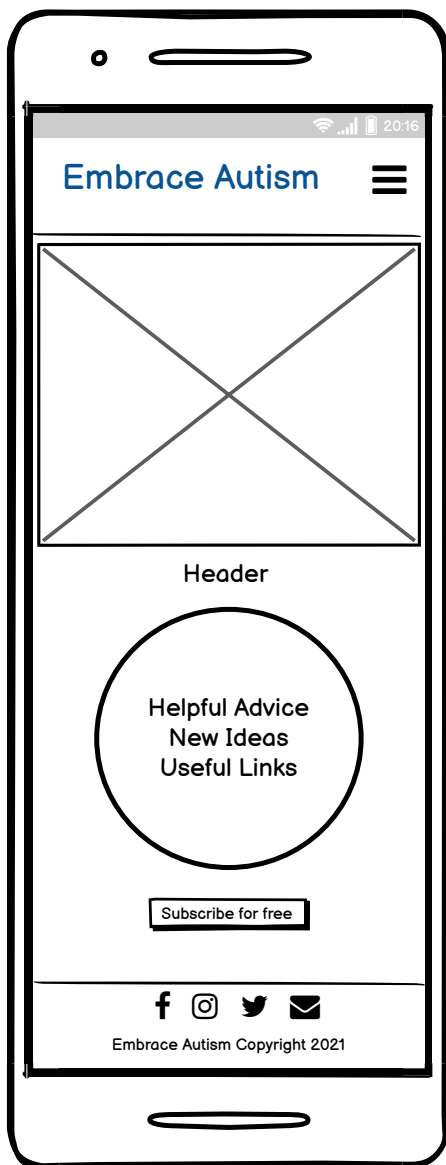 20:16
Embrace Autism
Header
Helpful Advice
New Ideas
Useful Links
Subscribe for free
Embrace Autism Copyright 2021